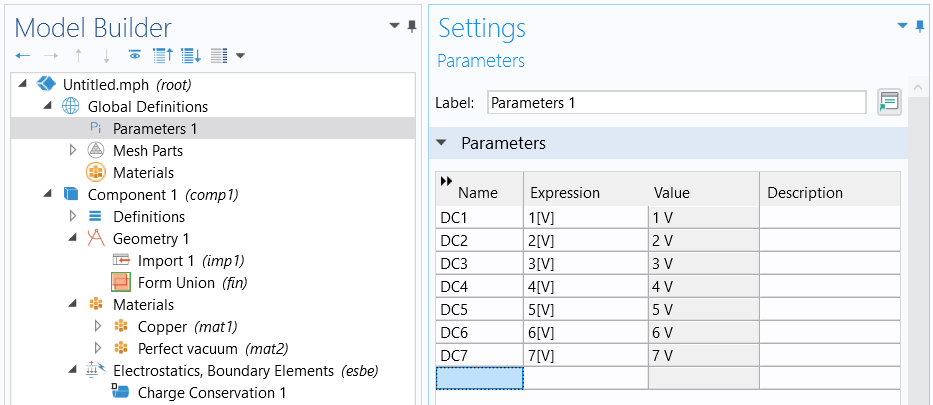 Model Builder
Untitled.mph (root)
Global Definitions
Pi Parameters 1
Mesh Parts
Materials
Component 1 (comp1)
Definitions
Geometry 1
Import 1 (imp1)
Form Union (fin)
Materials
Copper (mat1)
Perfect vacuum (mat2)
Electrostatics, Boundary Elements (esbe)
D Charge Conservation 1
Settings
Parameters
Label: Parameters 1
Parameters
Name Expression Value Description
DC1 1[V] 1 V
DC2 2[V] 2 V
DC3 3[V] 3 V
DC4 4[V] 4 V
DC5 5[V] 5 V
DC6 6[V] 6 V
DC7 7[V] 7 V